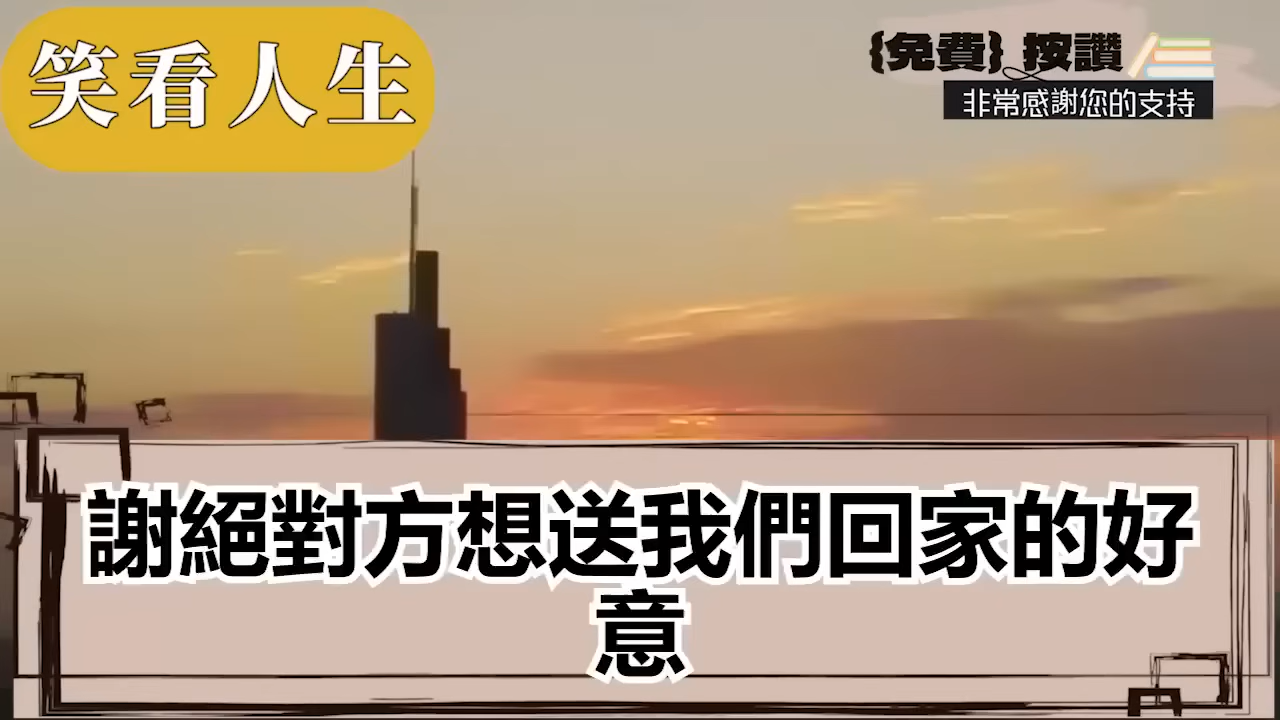 笑看人生
{免費} 按讚
非常感謝您的支持
謝絕對方想送我們回家的好
意